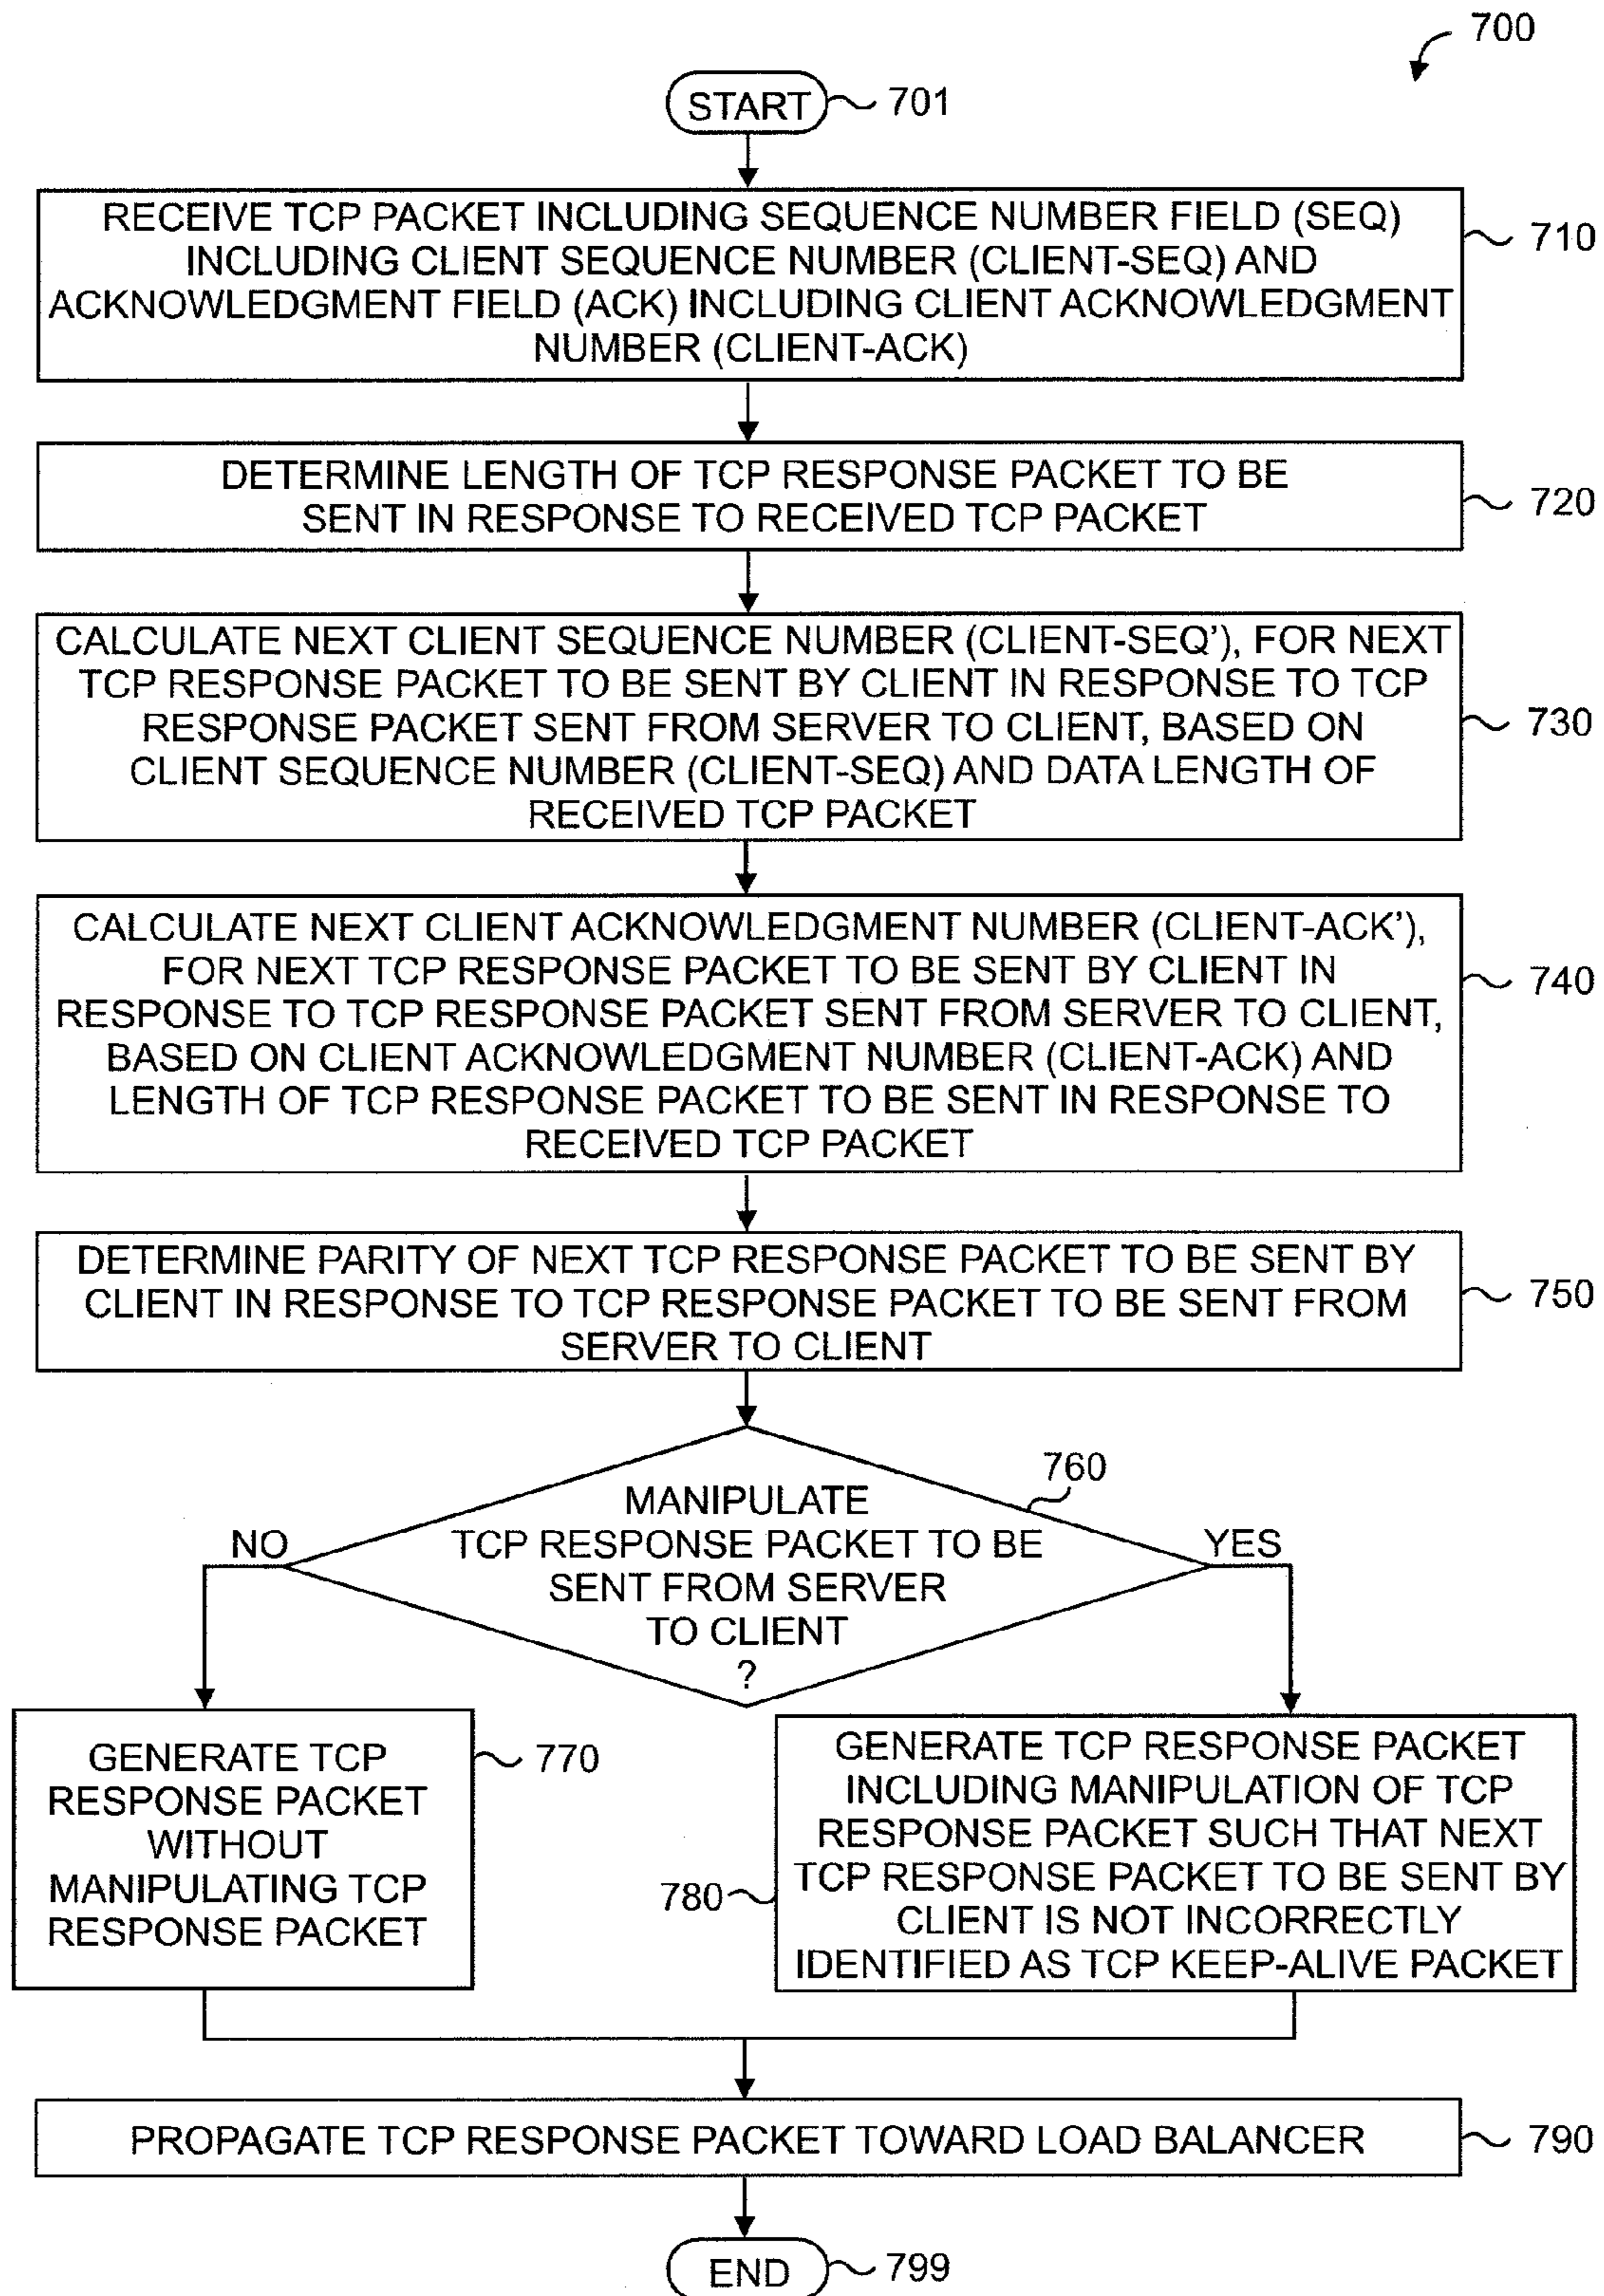 700
START
701
RECEIVE TCP PACKET INCLUDING SEQUENCE NUMBER FIELD (SEQ)
INCLUDING CLIENT SEQUENCE NUMBER (CLIENT-SEQ) AND
ACKNOWLEDGMENT FIELD (ACK) INCLUDING CLIENT ACKNOWLEDGMENT
NUMBER (CLIENT-ACK)
710
DETERMINE LENGTH OF TCP RESPONSE PACKET TO BE
SENT IN RESPONSE TO RECEIVED TCP PACKET
720
CALCULATE NEXT CLIENT SEQUENCE NUMBER (CLIENT-SEQ’), FOR NEXT
TCP RESPONSE PACKET TO BE SENT BY CLIENT IN RESPONSE TO TCP
RESPONSE PACKET SENT FROM SERVER TO CLIENT, BASED ON
CLIENT SEQUENCE NUMBER (CLIENT-SEQ) AND DATA LENGTH OF
RECEIVED TCP PACKET
730
CALCULATE NEXT CLIENT ACKNOWLEDGMENT NUMBER (CLIENT-ACK’),
FOR NEXT TCP RESPONSE PACKET TO BE SENT BY CLIENT IN
RESPONSE TO TCP RESPONSE PACKET SENT FROM SERVER TO CLIENT,
BASED ON CLIENT ACKNOWLEDGMENT NUMBER (CLIENT-ACK) AND
LENGTH OF TCP RESPONSE PACKET TO BE SENT IN RESPONSE TO
RECEIVED TCP PACKET
740
DETERMINE PARITY OF NEXT TCP RESPONSE PACKET TO BE SENT BY
CLIENT IN RESPONSE TO TCP RESPONSE PACKET TO BE SENT FROM
SERVER TO CLIENT
750
760
MANIPULATE
TCP RESPONSE PACKET TO BE
SENT FROM SERVER
TO CLIENT
?
NO
YES
GENERATE TCP
RESPONSE PACKET
WITHOUT
MANIPULATING TCP
RESPONSE PACKET
770
GENERATE TCP RESPONSE PACKET
INCLUDING MANIPULATION OF TCP
RESPONSE PACKET SUCH THAT NEXT
TCP RESPONSE PACKET TO BE SENT BY
CLIENT IS NOT INCORRECTLY
IDENTIFIED AS TCP KEEP-ALIVE PACKET
780
PROPAGATE TCP RESPONSE PACKET TOWARD LOAD BALANCER
790
END
799